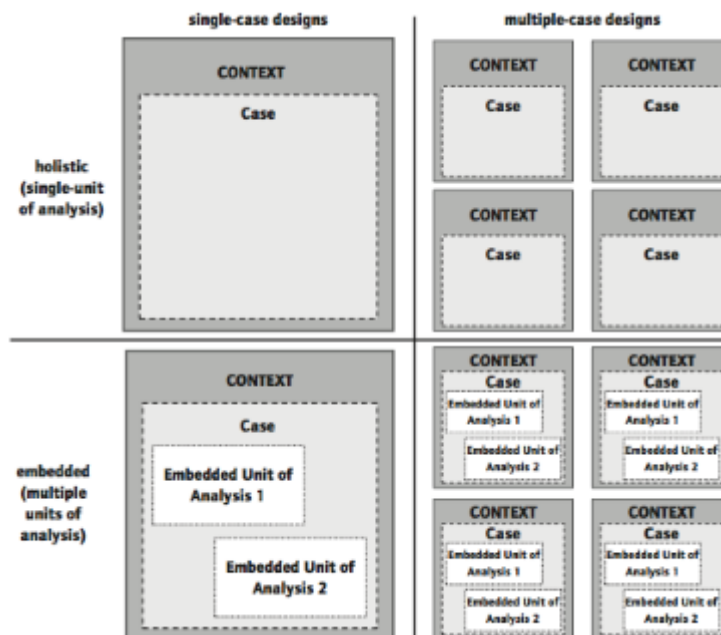 single-case designs
multiple-case designs
holistic
(single-unit
of analysis)
CONTEXT
Case
CONTEXT
Case
CONTEXT
Case
CONTEXT
Case
CONTEXT
Case
embedded
(multiple
units of
analysis)
CONTEXT
Case
Embedded Unit of
Analysis 1
Embedded Unit of
Analysis 2
CONTEXT
Case
Embedded Unit of
Analysis 1
Embedded Unit of
Analysis 2
CONTEXT
Case
Embedded Unit of
Analysis 1
Embedded Unit of
Analysis 2
CONTEXT
Case
Embedded Unit of
Analysis 1
Embedded Unit of
Analysis 2
CONTEXT
Case
Embedded Unit of
Analysis 1
Embedded Unit of
Analysis 2